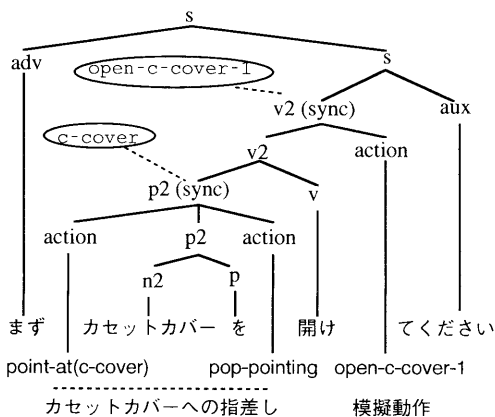 s
adv
open-c-cover-1
s
v2 (sync)
aux
c-cover
v2
action
p2 (sync)
v
action
p2
action
n2
p
まず カセットカバー を 開け てください
point-at(c-cover) pop-pointing open-c-cover-1
カセットカバーへの指差し 模擬動作